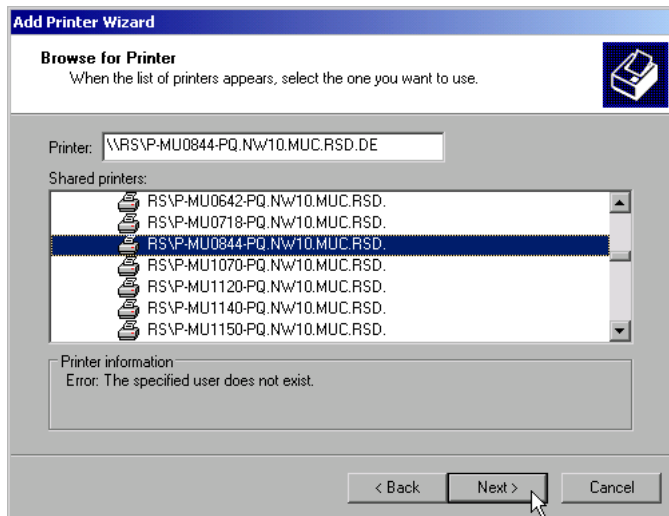 Add Printer Wizard
Browse for Printer
When the list of printers appears, select the one you want to use.
Printer: \\RS\P-MU0844-PQ.NW10.MUC.RSD.DE
Shared printers:
RS\P-MU0642-PQ.NW10.MUC.RSD.
RS\P-MU0718-PQ.NW10.MUC.RSD.
RS\P-MU0844-PQ.NW10.MUC.RSD.
RS\P-MU1070-PQ.NW10.MUC.RSD.
RS\P-MU1120-PQ.NW10.MUC.RSD.
RS\P-MU1140-PQ.NW10.MUC.RSD.
RS\P-MU1150-PQ.NW10.MUC.RSD.
Printer information
Error: The specified user does not exist.
< Back Next > Cancel